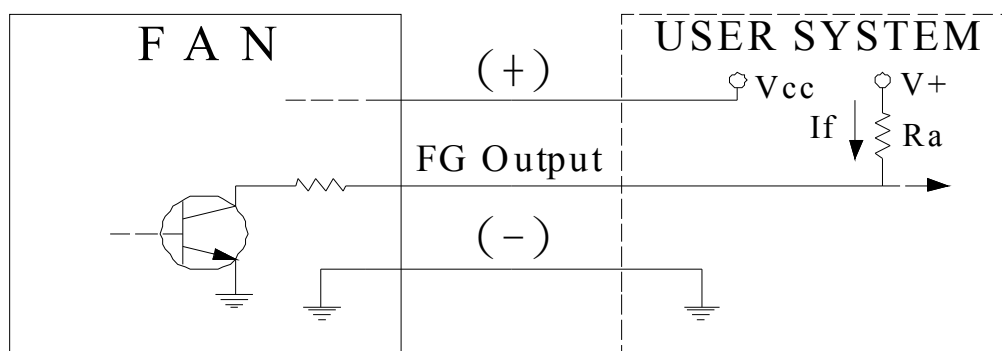 F A N
USER SYSTEM
(+)
Vcc
V+
If
Ra
FG Output
(-)